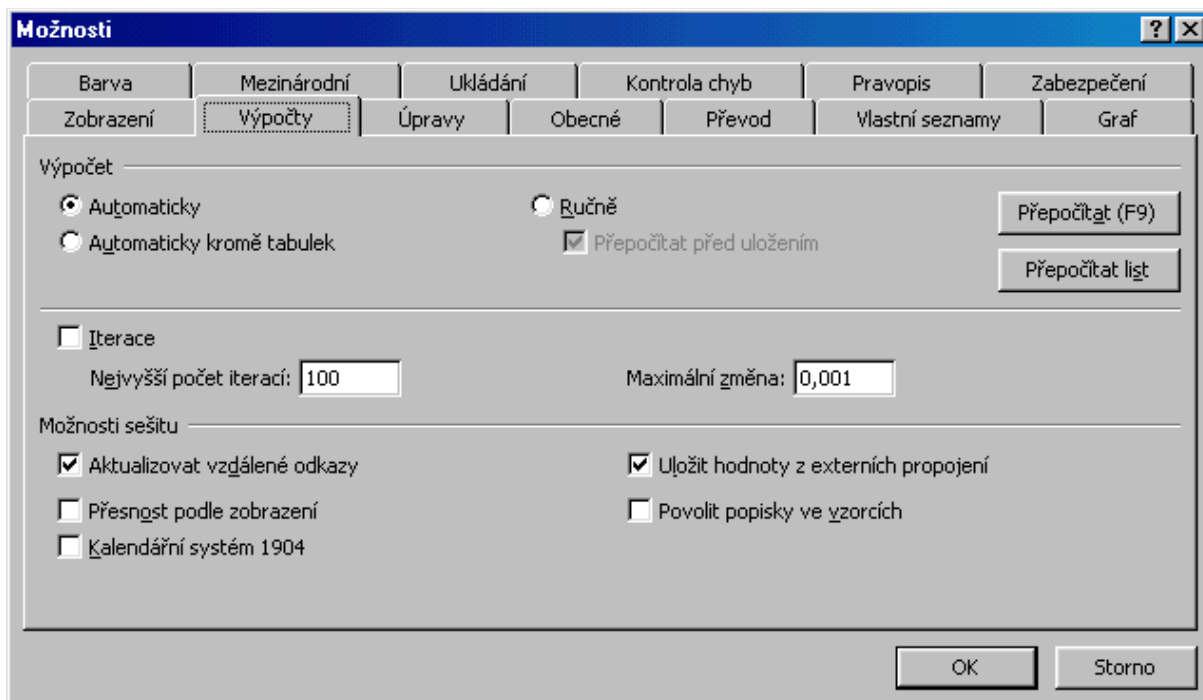 Možnosti
Barva Mezinárodní Ukládání Kontrola chyb Pravopis Zabezpečení
Zobrazení Výpočty Úpravy Obecné Převod Vlastní seznamy Graf
Výpočet
Automaticky Ručně Přepočítat (F9)
Automaticky kromě tabulek Přepočítat před uložením
Přepočítat list
Iterace
Nejvyšší počet iterací: 100 Maximální změna: 0,001
Možnosti sešitu
Aktualizovat vzdálené odkazy Uložit hodnoty z externích propojení
Přesnost podle zobrazení Povolit popisky ve vzorcích
Kalendářní systém 1904
OK Storno